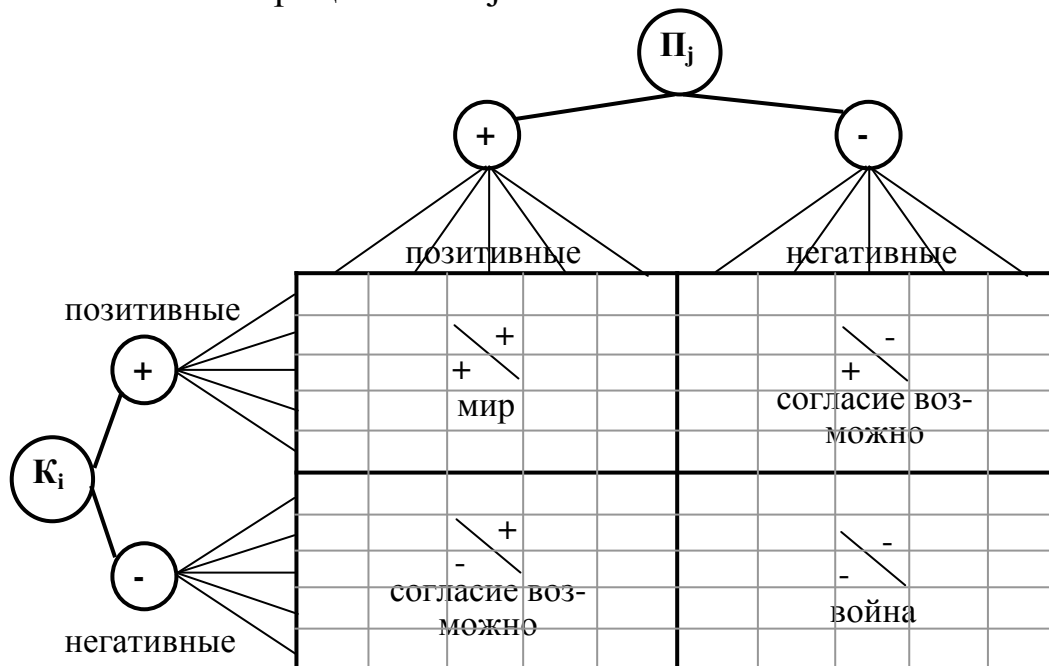 Пj
+ -
позитивные негативные
позитивные
+
+
+
мир
-
+
согласие воз-
можно
Кi
-
+
-
согласие воз-
можно
-
-
война
негативные